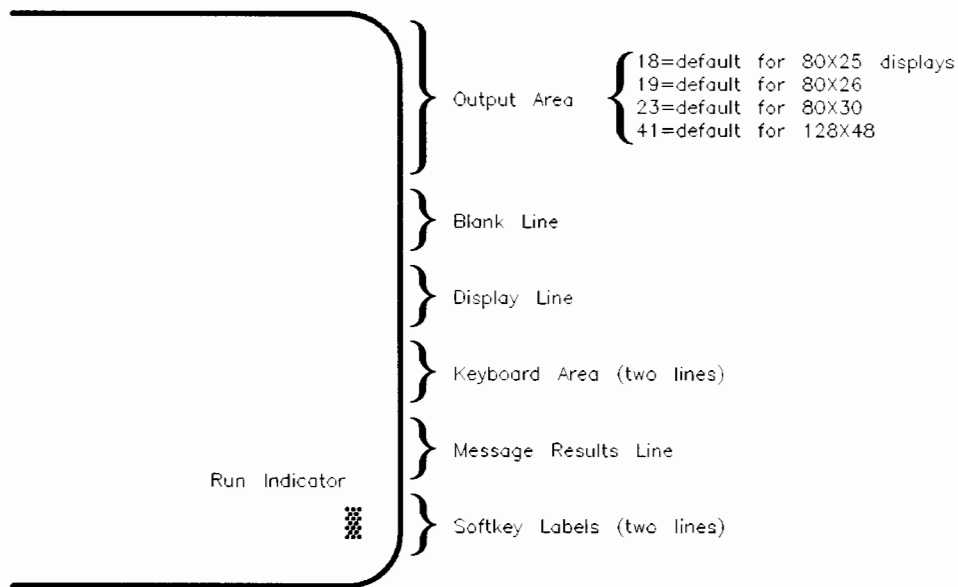 18=default for 80X25 displays
19=default for 80X26
Output Area
23=default for 80X30
41=default for 128X48
Blank Line
Display Line
Keyboard Area (two lines)
Message Results Line
Run Indicator
Softkey Labels (two lines)